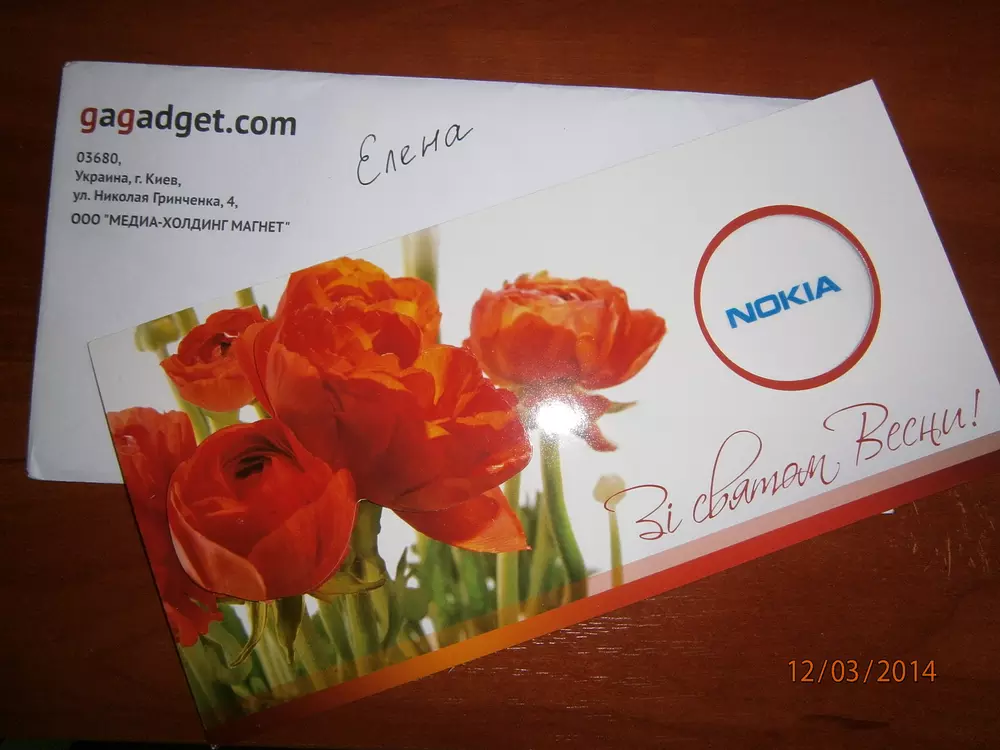 gagadget.com
03680,
Украина, г. Киев,
ул. Николая Гринченка, 4,
ООО "МЕДИА-ХОЛДИНГ МАГНЕТ"
Елена
NOKIA
Зі святом Весни!
12/03/2014